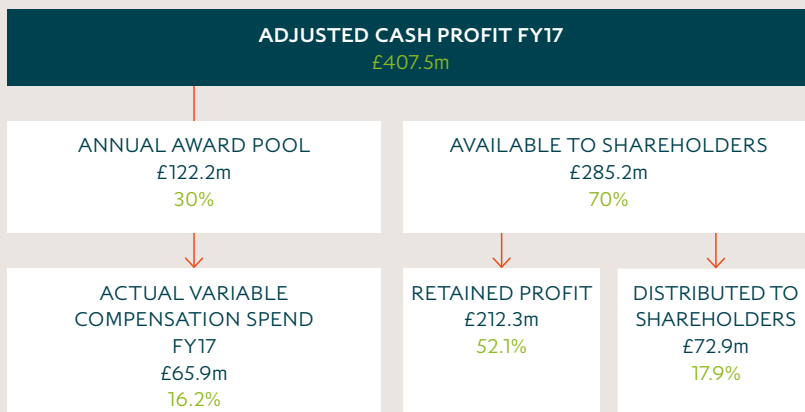 ADJUSTED CASH PROFIT FY17
£407.5m
ANNUAL AWARD POOL
£122.2m
30%
AVAILABLE TO SHAREHOLDERS
£285.2m
70%
ACTUAL VARIABLE
COMPENSATION SPEND
FY17
£65.9m
16.2%
RETAINED PROFIT
£212.3m
52.1%
DISTRIBUTED TO
SHAREHOLDERS
£72.9m
17.9%